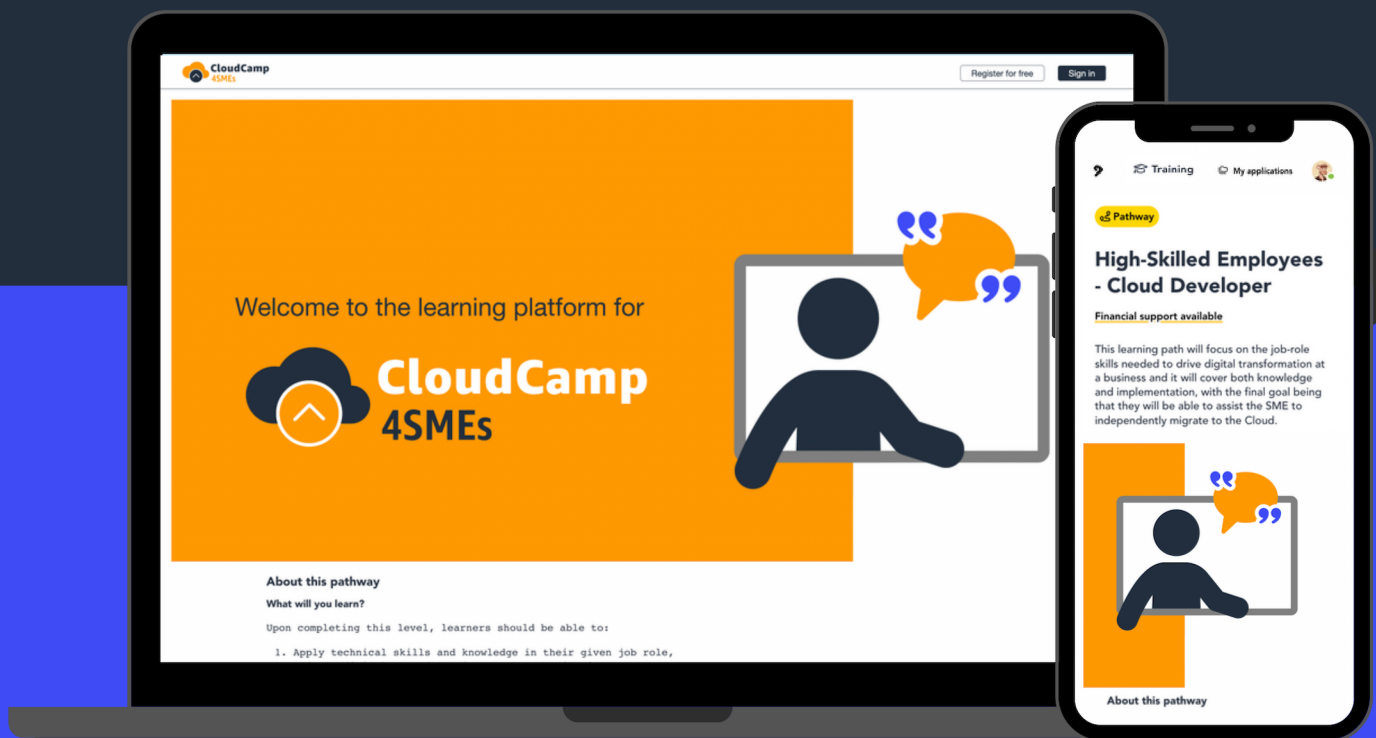 CloudCamp
4SMEs
Register for free
Sign in
Welcome to the learning platform for
CloudCamp
4SMEs
About this pathway
What will you learn?
Upon completing this level, learners should be able to:
1. Apply technical skills and knowledge in their given job role,
Training
My applications
Pathway
High-Skilled Employees
- Cloud Developer
Financial support available
This learning path will focus on the job-role
skills needed to drive digital transformation at
a business and it will cover both knowledge
and implementation, with the final goal being
that they will be able to assist the SME to
independently migrate to the Cloud.
About this pathway